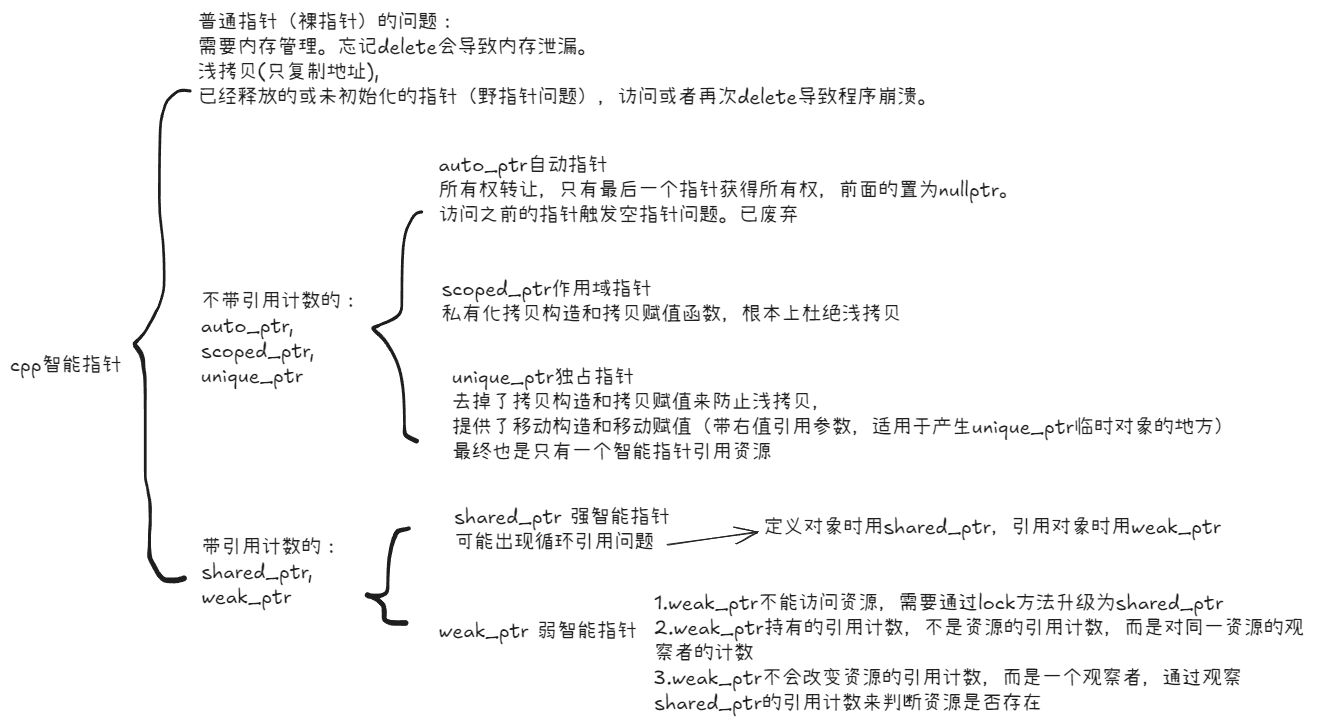 普通指针（裸指针）的问题：
需要内存管理。忘记delete会导致内存泄漏。
浅拷贝(只复制地址),
已经释放的或未初始化的指针（野指针问题），访问或者再次delete导致程序崩溃。
auto_ptr自动指针
所有权转让，只有最后一个指针获得所有权，前面的置为nullptr。
访问之前的指针触发空指针问题。已废弃
scoped_ptr作用域指针
私有化拷贝构造和拷贝赋值函数，根本上杜绝浅拷贝
不带引用计数的：
auto_ptr,
scoped_ptr,
unique_ptr
cpp智能指针
unique_ptr独占指针
去掉了拷贝构造和拷贝赋值来防止浅拷贝，
提供了移动构造和移动赋值（带右值引用参数，适用于产生unique_ptr临时对象的地方）
最终也是只有一个智能指针引用资源
shared_ptr 强智能指针
可能出现循环引用问题
定义对象时用shared_ptr，引用对象时用weak_ptr
带引用计数的：
shared_ptr,
weak_ptr
weak_ptr 弱智能指针
1.weak_ptr不能访问资源，需要通过lock方法升级为shared_ptr
2.weak_ptr持有的引用计数，不是资源的引用计数，而是对同一资源的观
察者的计数
3.weak_ptr不会改变资源的引用计数，而是一个观察者，通过观察
shared_ptr的引用计数来判断资源是否存在